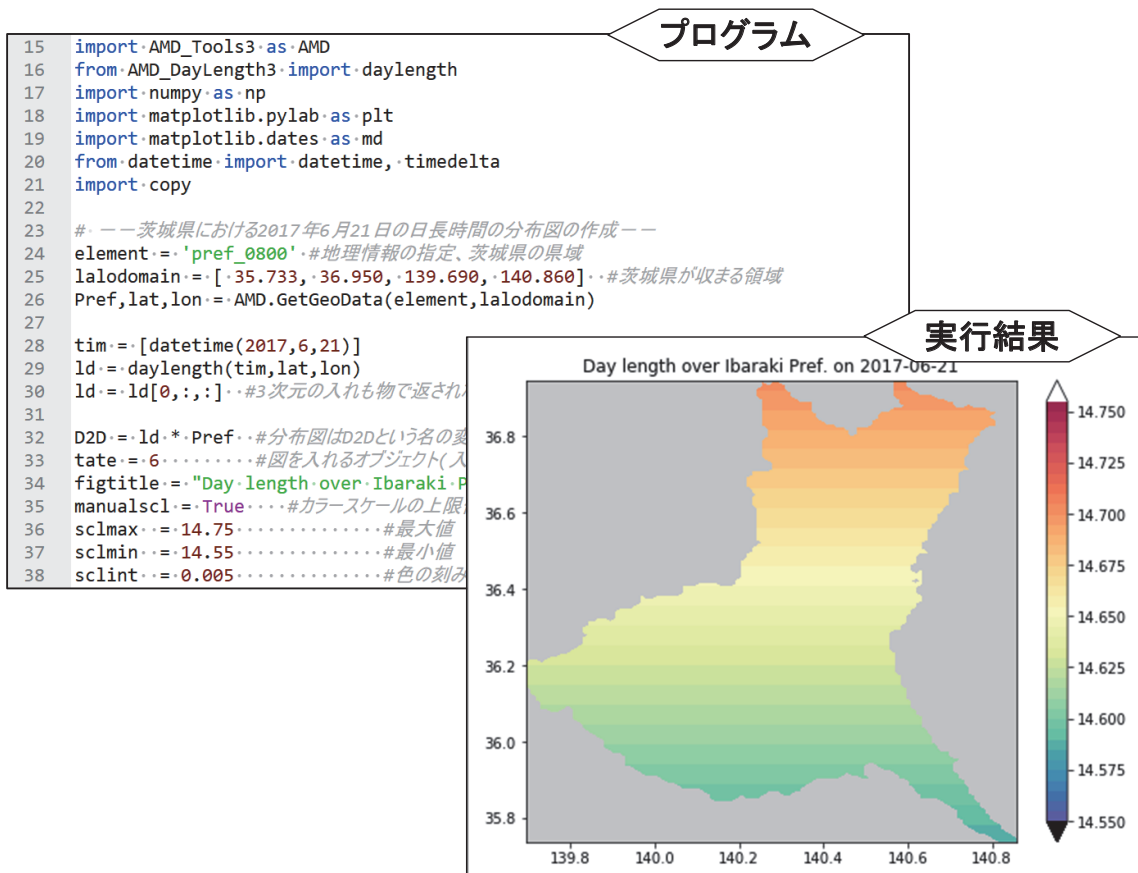 プログラム
15 import AMD_Tools3 as AMD
16 from AMD_DayLength3 import daylength
17 import numpy as np
18 import matplotlib.pylab as plt
19 import matplotlib.dates as md
20 from datetime import datetime, timedelta
21 import copy
22
23 # ーー茨城県における2017年6月21日の日長時間の分布図の作成ーー
24 element = 'pref_0800' #地理情報の指定、茨城県の県域
25 lalodomain = [ 35.733, 36.950, 139.690, 140.860] #茨城県が収まる領域
26 Pref,lat,lon = AMD.GetGeoData(element,lalodomain)
27
28 tim = [datetime(2017,6,21)]
29 ld = daylength(tim,lat,lon)
30 ld = ld[0,:,:] #3次元の入れも物で返され
31
32 D2D = ld * Pref #分布図はD2Dという名の変
33 tate = 6 #図を入れるオブジェクト(入
34 figtitle = "Day length over Ibaraki P
35 manualscl = True #カラースケールの上限
36 sclmax = 14.75 #最大値
37 sclmin = 14.55 #最小値
38 sclint = 0.005 #色の刻み
実行結果
Day length over Ibaraki Pref. on 2017-06-21
36.8
36.6
36.4
36.2
36.0
35.8
139.8 140.0 140.2 140.4 140.6 140.8
14.750
14.725
14.700
14.675
14.650
14.625
14.600
14.575
14.550